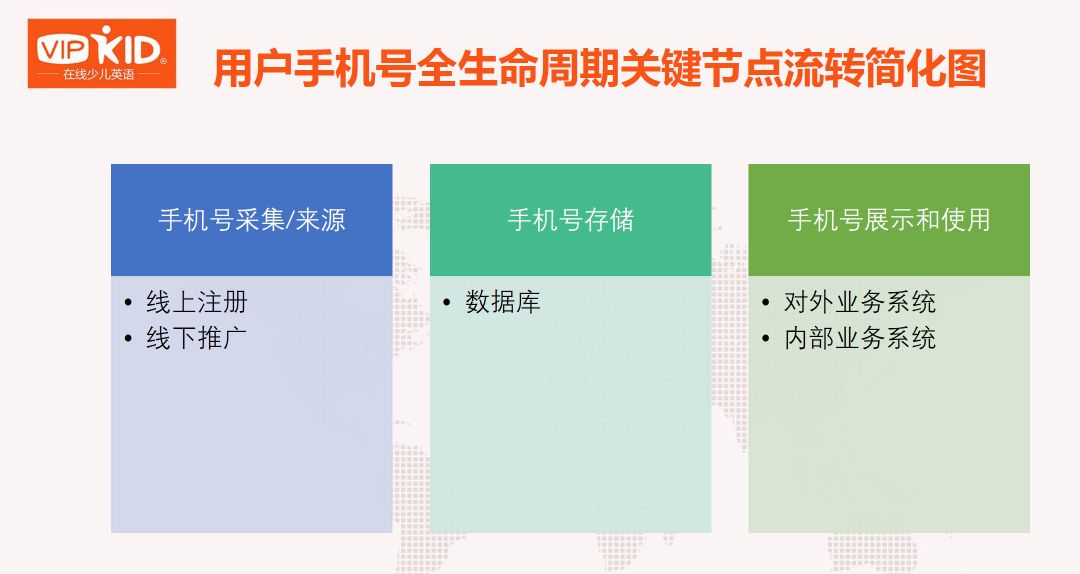 VIPKID®
在线少儿英语
用户手机号全生命周期关键节点流转简化图
手机号采集/来源
• 线上注册
• 线下推广
手机号存储
• 数据库
手机号展示和使用
• 对外业务系统
• 内部业务系统